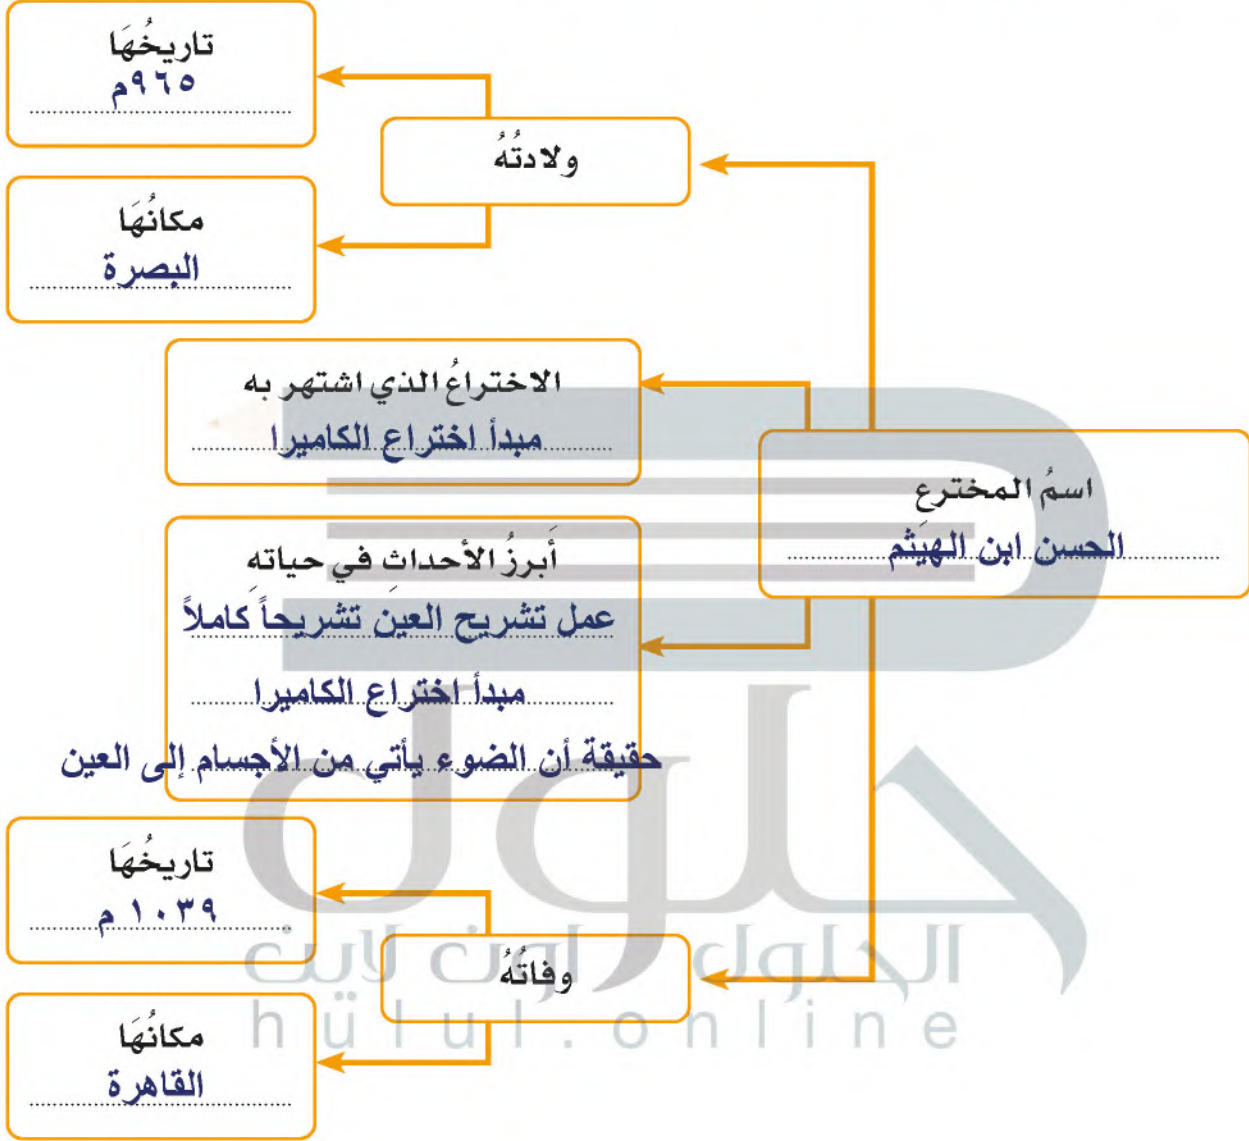 تاريخُهَا
٩٦٥م
ولادتُهُ
مكانُهَا
البصرة
الاختراعُ الذي اشتهر به
مبدأ اختراع الكاميرا
اسمُ المخترعِ
الحسن ابن الهيثم
أبرزُ الأحداثِ في حياتهِ
عمل تشريح العين تشريحاً كاملاً
مبدأ اختراع الكاميرا
حقيقة أن الضوء يأتي من الأجسام إلى العين
تاريخُهَا
١٠٣٩ م
وفاتُهُ
مكانُهَا
القاهرة
حلول
الحلول اون لاين
hülul.online